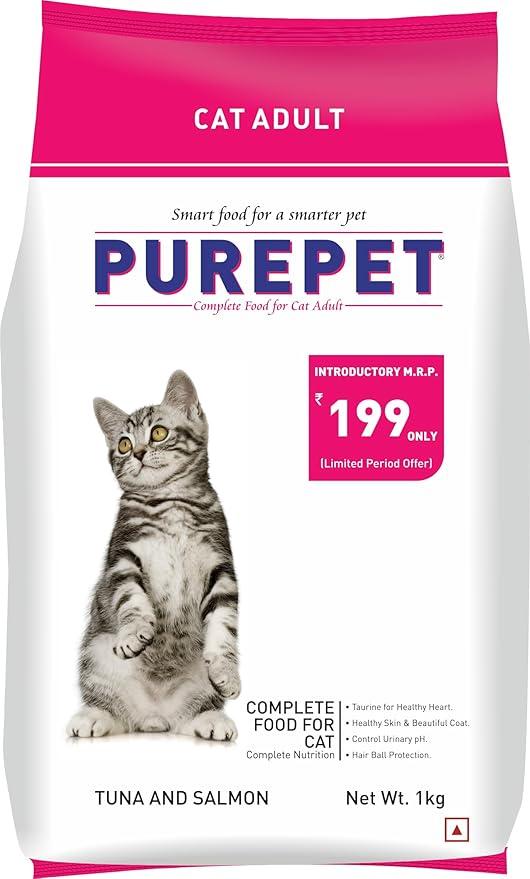 CAT ADULT
Smart food for a smarter pet
PUREPET®
Complete Food for Cat Adult
INTRODUCTORY M.R.P.
₹ 199 ONLY
(Limited Period Offer)
COMPLETE
FOOD FOR
CAT
Complete Nutrition
• Taurine for Healthy Heart.
• Healthy Skin & Beautiful Coat.
• Control Urinary pH.
• Hair Ball Protection.
TUNA AND SALMON
Net Wt. 1kg